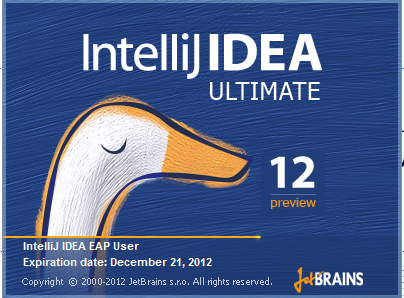 IntelliJ IDEA
ULTIMATE
12
preview
IntelliJ IDEA EAP User
Expiration date: December 21, 2012
Copyright © 2000-2012 JetBrains s.r.o. All rights reserved.
JetBRAINS